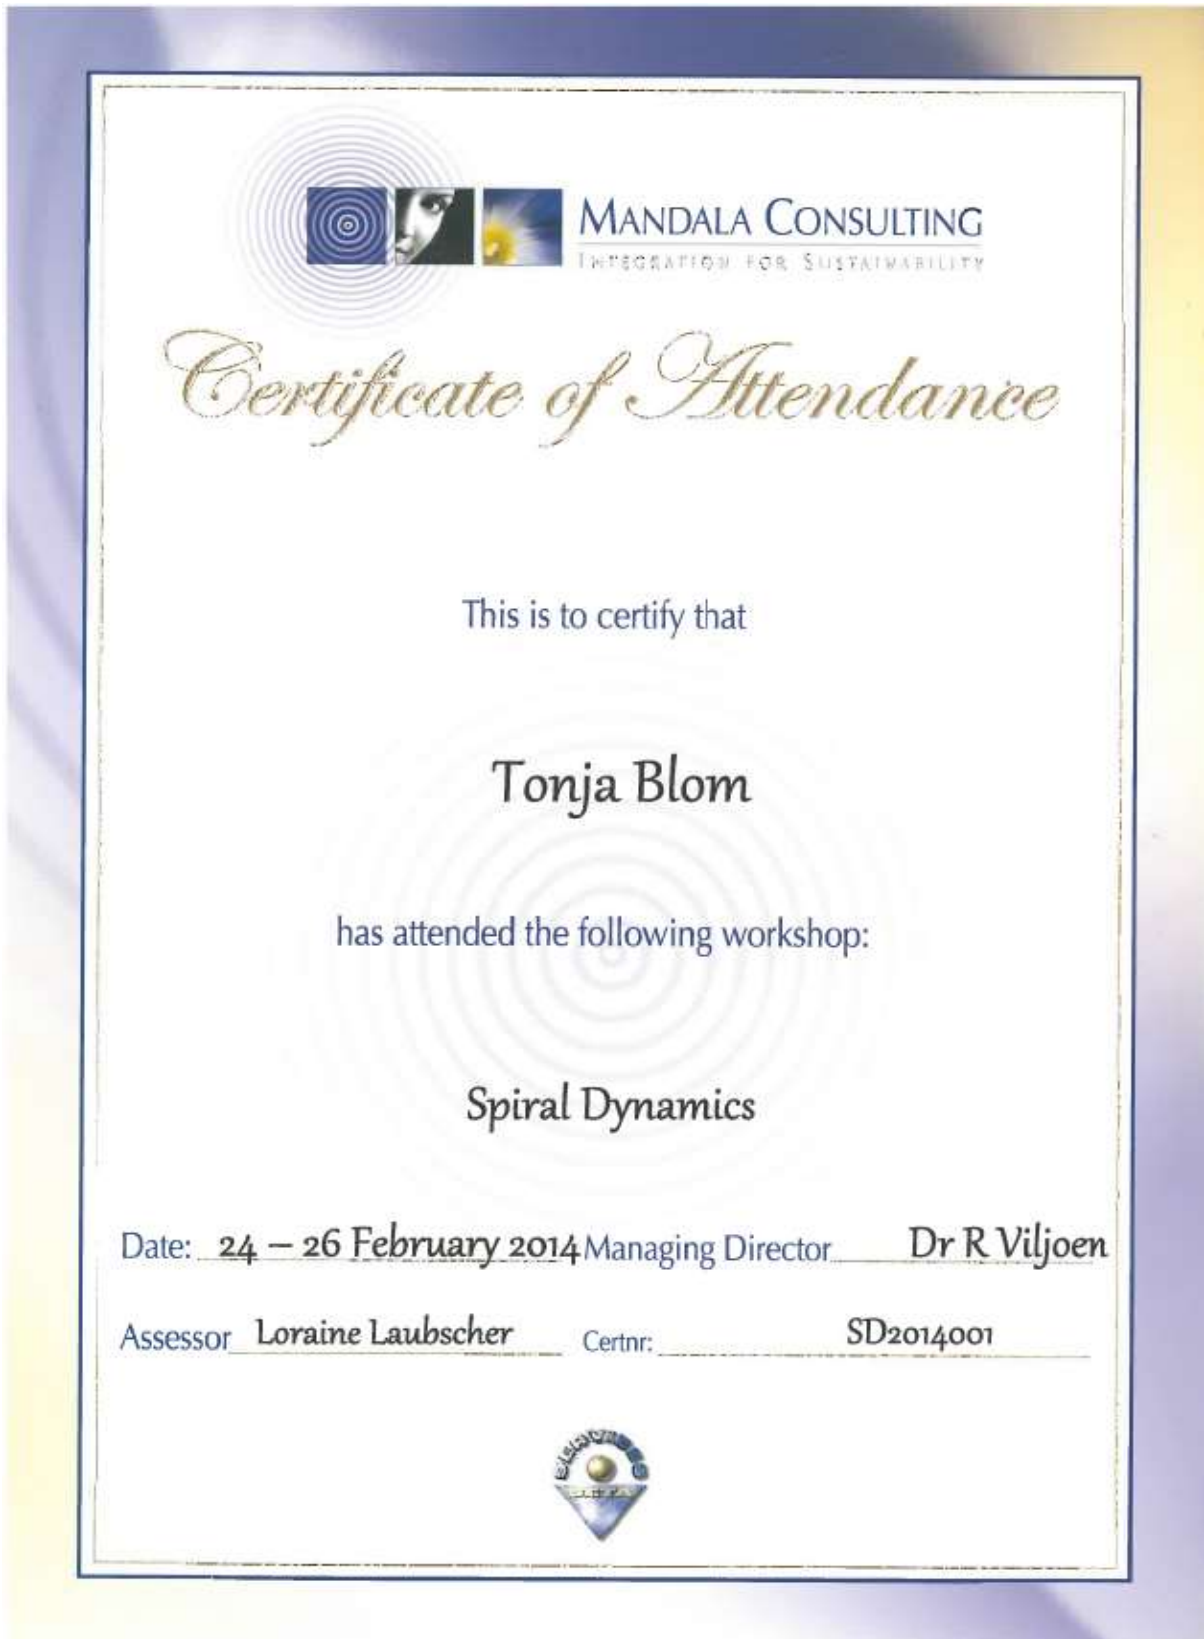 MANDALA CONSULTING
INTEGRATION FOR SUSTAINABILITY
Certificate of Attendance
This is to certify that
Tonja Blom
has attended the following workshop:
Spiral Dynamics
Date: 24 – 26 February 2014 Managing Director Dr R Viljoen
Assessor Loraine Laubscher Certnr: SD2014001